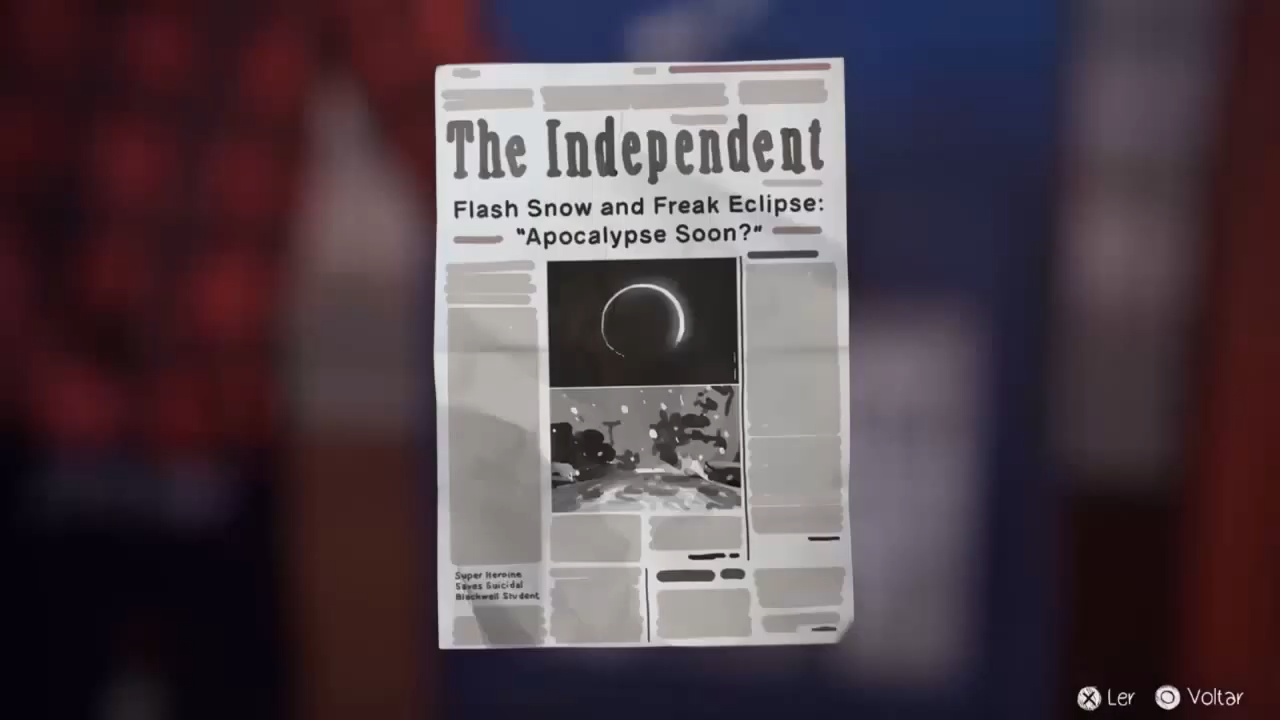 The Independent
Flash Snow and Freak Eclipse:
"Apocalypse Soon?"
Super Heroine
Saves Suicidal
Blackwell Student
Ler
Voltar